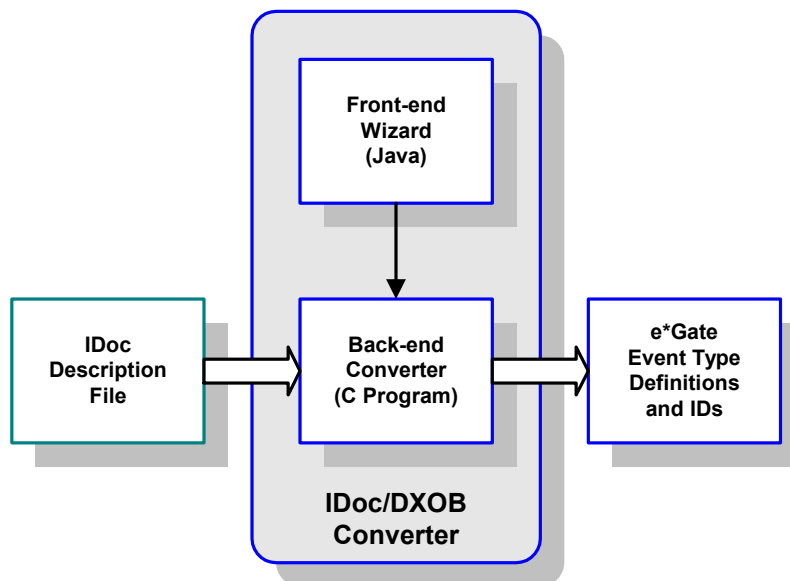 Front-end
Wizard
(Java)
IDoc
Description
File
Back-end
Converter
(C Program)
e*Gate
Event Type
Definitions
and IDs
IDoc/DXOB
Converter